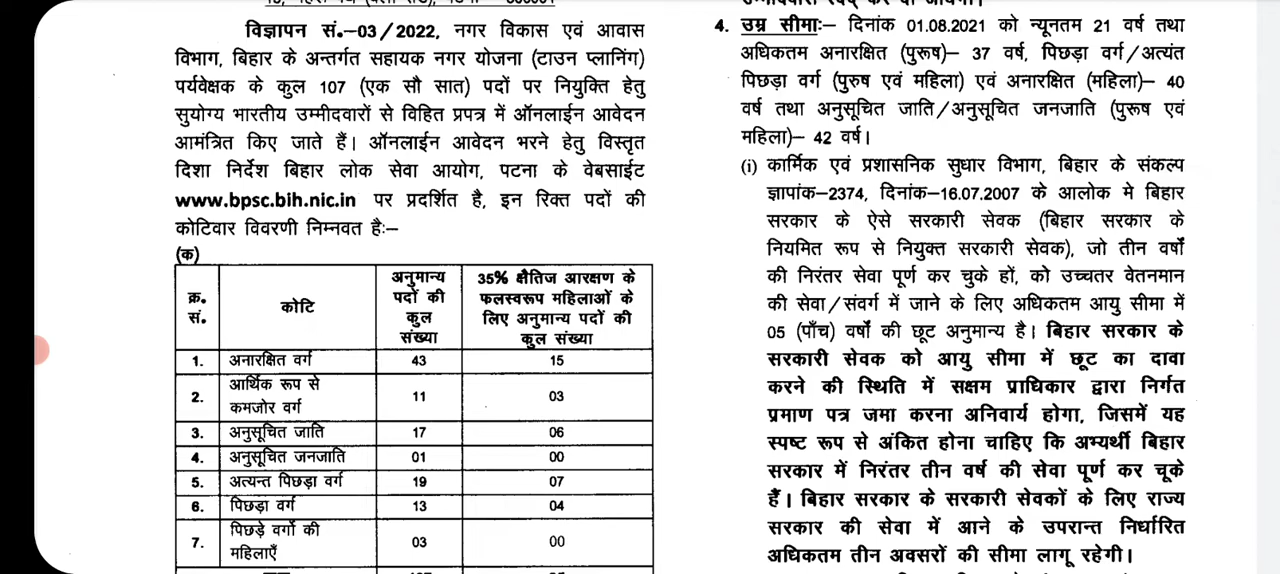 विज्ञापन सं.–03/2022, नगर विकास एवं आवास
विभाग, बिहार के अन्तर्गत सहायक नगर योजना (टाउन प्लानिंग)
पर्यवेक्षक के कुल 107 (एक सौ सात) पदों पर नियुक्ति हेतु
सुयोग्य भारतीय उम्मीदवारों से विहित प्रपत्र में ऑनलाईन आवेदन
आमंत्रित किए जाते हैं। ऑनलाईन आवेदन भरने हेतु विस्तृत
दिशा निर्देश बिहार लोक सेवा आयोग, पटना के वेबसाईट
www.bpsc.bih.nic.in पर प्रदर्शित है, इन रिक्त पदों की
कोटिवार विवरणी निम्नवत है:–
(क)
क्र. सं. कोटि अनुमान्य पदों की कुल संख्या 35% क्षैतिज आरक्षण के फलस्वरूप महिलाओं के लिए अनुमान्य पदों की कुल संख्या
1. अनारक्षित वर्ग 43 15
2. आर्थिक रूप से कमजोर वर्ग 11 03
3. अनुसूचित जाति 17 06
4. अनुसूचित जनजाति 01 00
5. अत्यन्त पिछड़ा वर्ग 19 07
6. पिछड़ा वर्ग 13 04
7. पिछड़े वर्गों की महिलाएँ 03 00
4. उम्र सीमा:– दिनांक 01.08.2021 को न्यूनतम 21 वर्ष तथा
अधिकतम अनारक्षित (पुरूष)– 37 वर्ष, पिछड़ा वर्ग/अत्यंत
पिछड़ा वर्ग (पुरुष एवं महिला) एवं अनारक्षित (महिला)– 40
वर्ष तथा अनुसूचित जाति/अनुसूचित जनजाति (पुरूष एवं
महिला)– 42 वर्ष।
(i) कार्मिक एवं प्रशासनिक सुधार विभाग, बिहार के संकल्प
ज्ञापांक–2374, दिनांक–16.07.2007 के आलोक मे बिहार
सरकार के ऐसे सरकारी सेवक (बिहार सरकार के
नियमित रूप से नियुक्त सरकारी सेवक), जो तीन वर्षों
की निरंतर सेवा पूर्ण कर चुके हों, को उच्चतर वेतनमान
की सेवा/संवर्ग में जाने के लिए अधिकतम आयु सीमा में
05 (पाँच) वर्षों की छूट अनुमान्य है। बिहार सरकार के
सरकारी सेवक को आयु सीमा में छूट का दावा
करने की स्थिति में सक्षम प्राधिकार द्वारा निर्गत
प्रमाण पत्र जमा करना अनिवार्य होगा, जिसमें यह
स्पष्ट रूप से अंकित होना चाहिए कि अभ्यर्थी बिहार
सरकार में निरंतर तीन वर्ष की सेवा पूर्ण कर चूके
हैं। बिहार सरकार के सरकारी सेवकों के लिए राज्य
सरकार की सेवा में आने के उपरान्त निर्धारित
अधिकतम तीन अवसरों की सीमा लागू रहेगी।